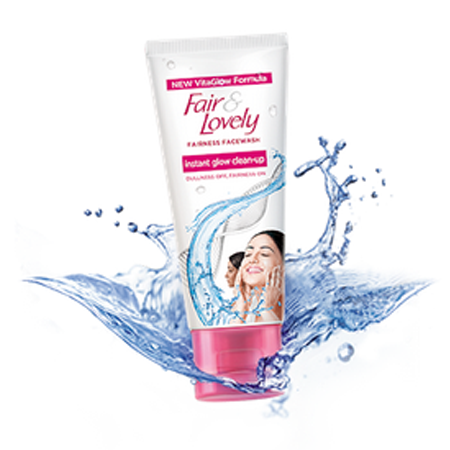 NEW VitaGlow Formula
Fair &
Lovely
FAIRNESS FACEWASH
instant glow clean-up
DULLNESS OFF, FAIRNESS ON